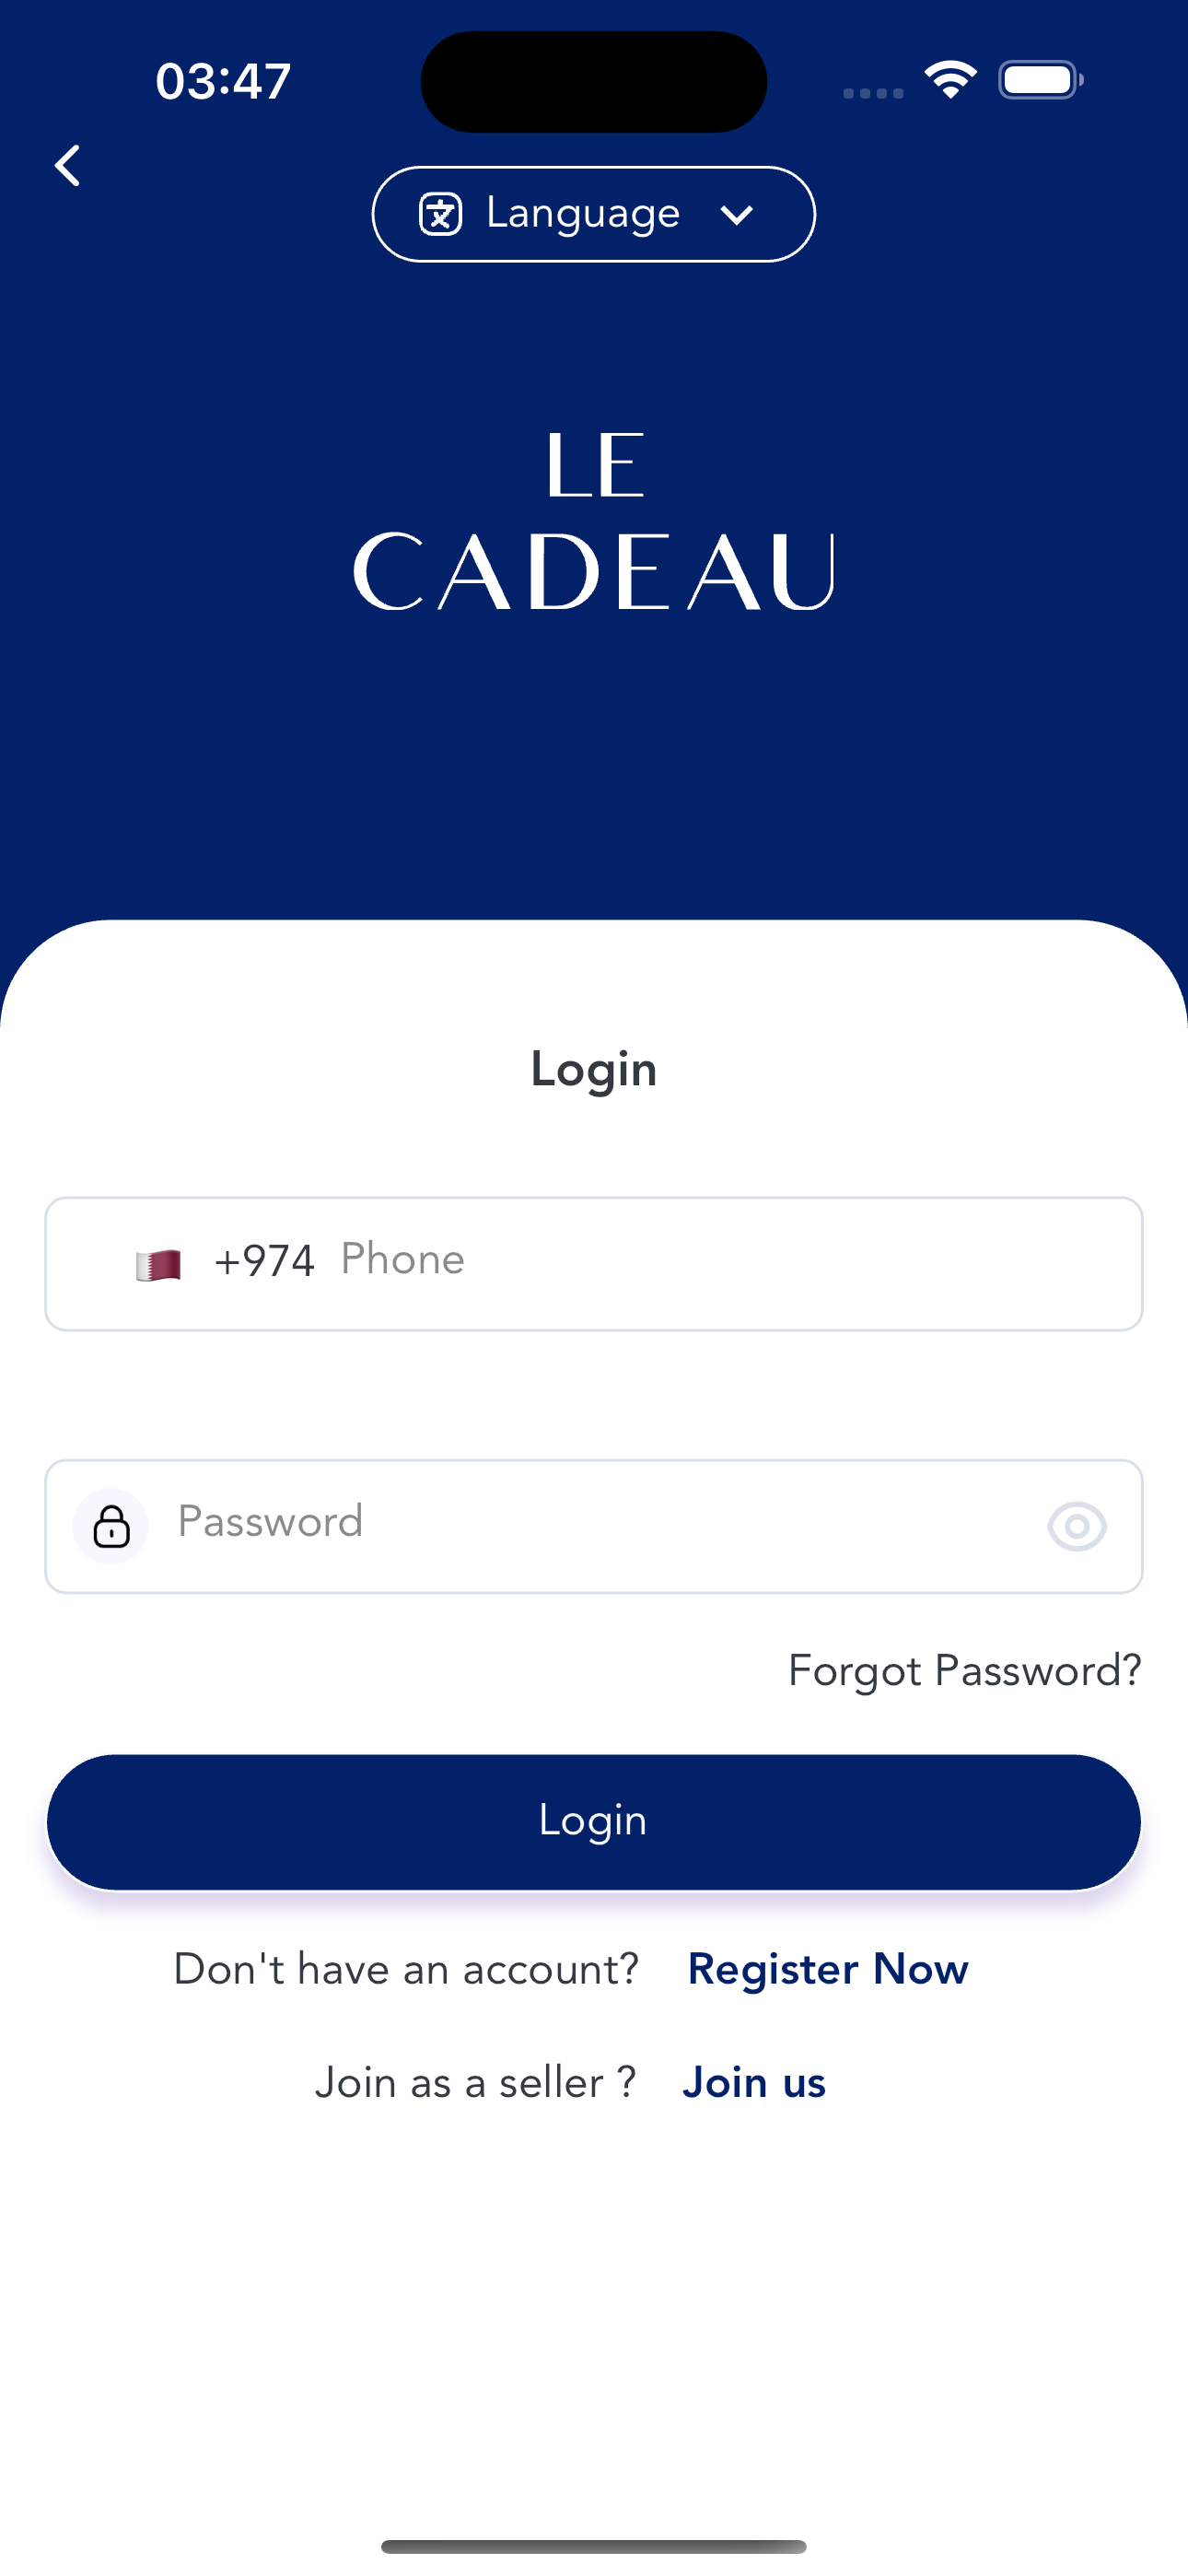 03:47
Language
LE
CADEAU
Login
+974 Phone
Password
Forgot Password?
Login
Don't have an account? Register Now
Join as a seller ? Join us